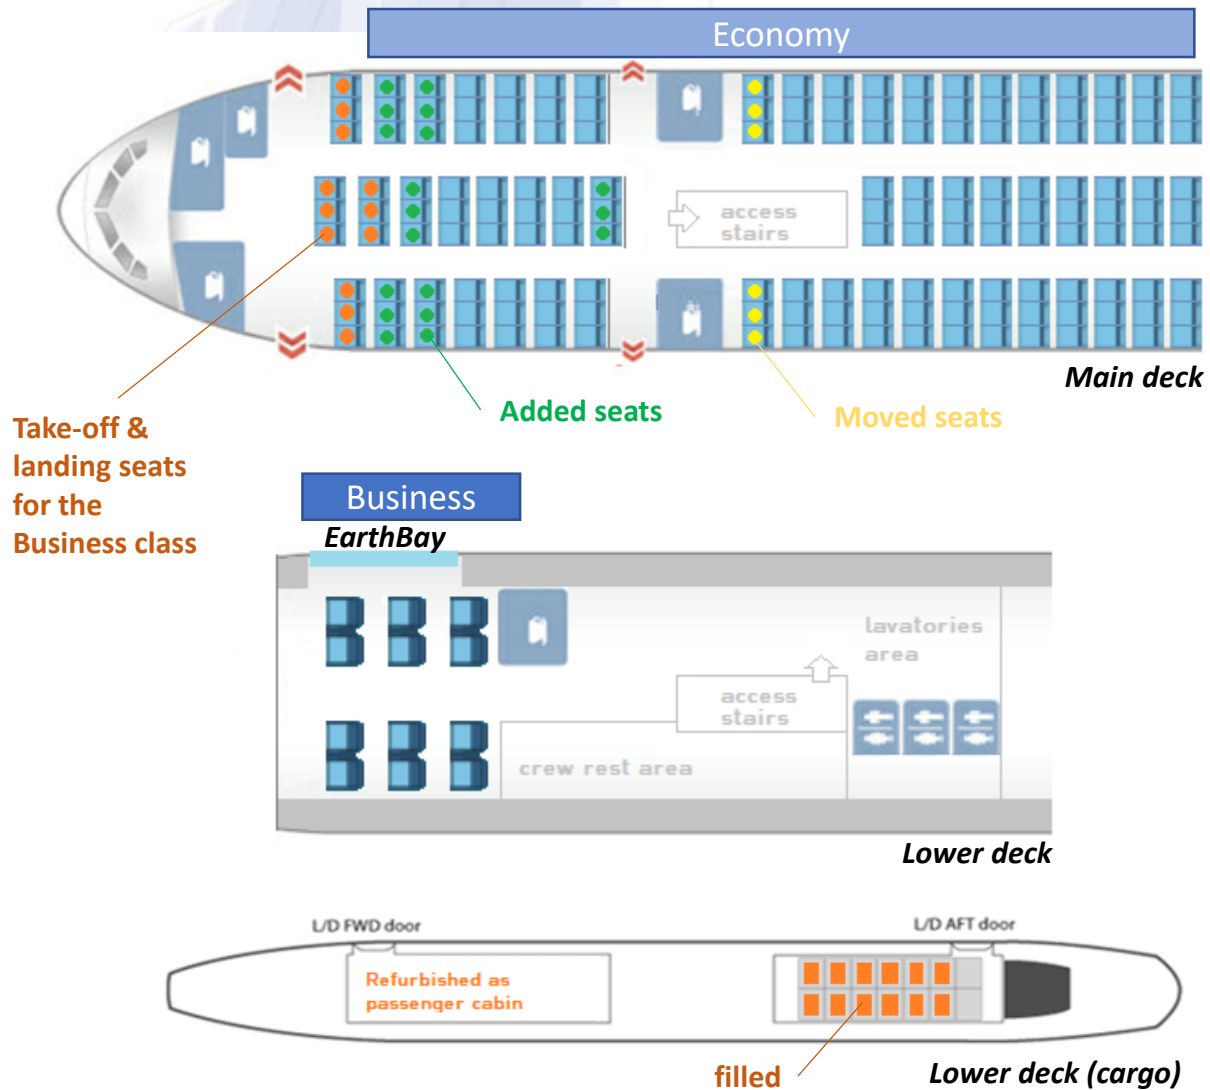 Economy
access
stairs
Main deck
Added seats
Moved seats
Take-off &
landing seats
for the
Business class
Business
EarthBay
lavatories
area
access
stairs
crew rest area
Lower deck
L/D FWD door
L/D AFT door
Refurbished as
passenger cabin
filled
Lower deck (cargo)